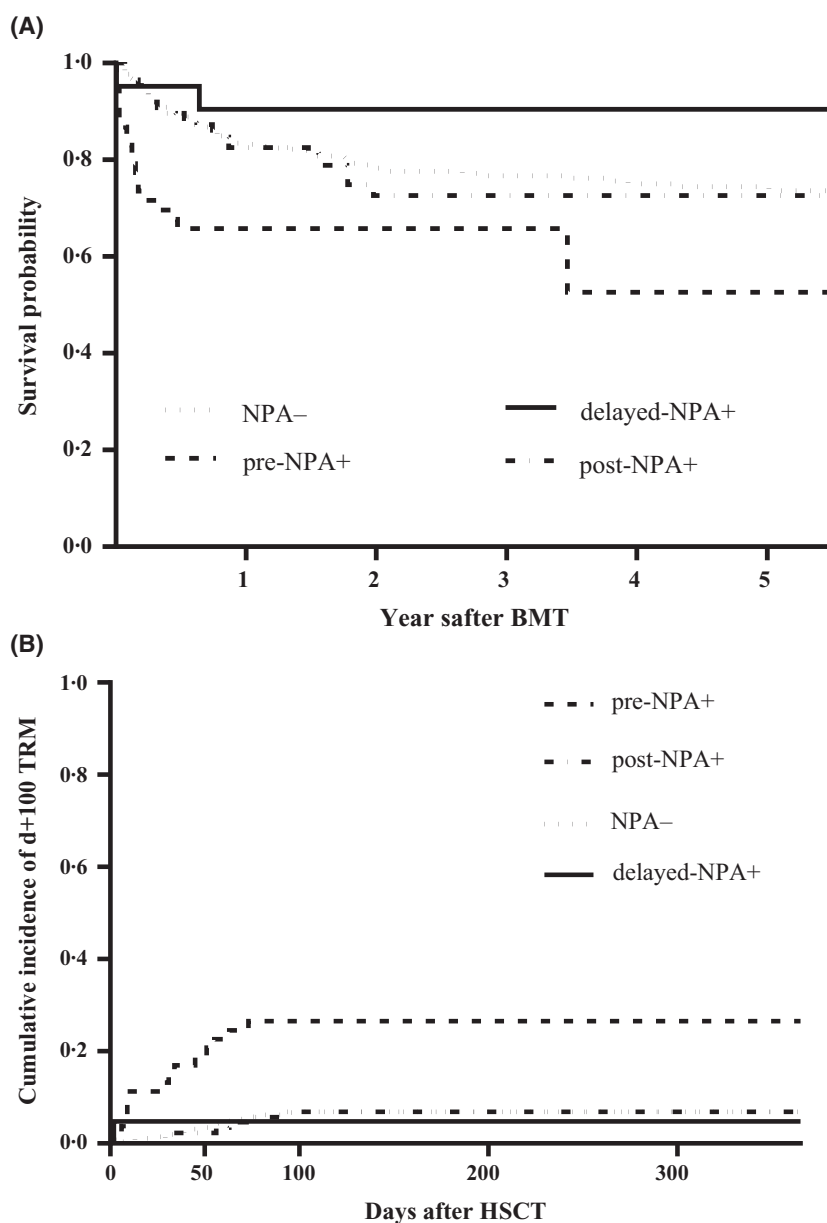 (A)
1·0
0·8
0·6
0·4
0·2
0·0
Survival probability
NPA–
delayed-NPA+
pre-NPA+
post-NPA+
1 2 3 4 5
Year safter BMT
(B)
1·0
0·8
0·6
0·4
0·2
0·0
Cumulative incidence of d+100 TRM
pre-NPA+
post-NPA+
NPA–
delayed-NPA+
0 50 100 200 300
Days after HSCT